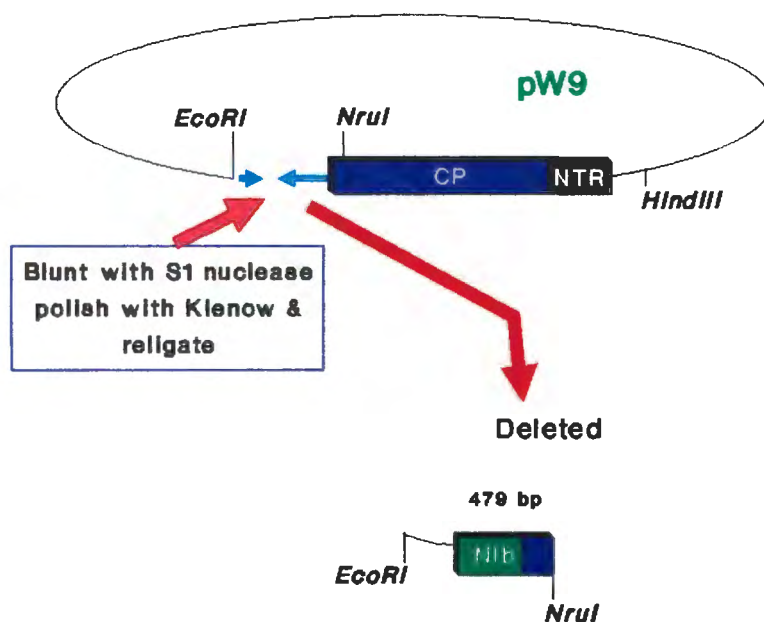 pW9
EcoRI
NruI
CP
NTR
HindIII
Blunt with S1 nuclease
polish with Klenow &
religate
Deleted
479 bp
NIb
EcoRI
NruI